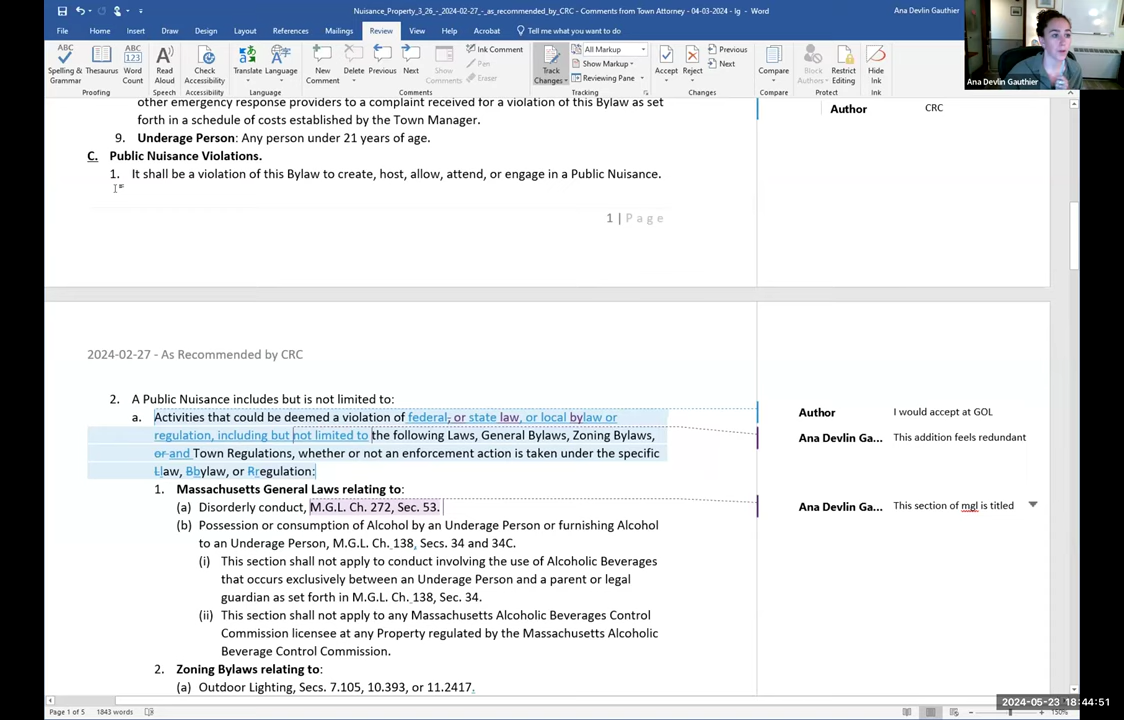 Nuisance_Property_3_26_-_2024-02-27_-_as_recommended_by_CRC - Comments from Town Attorney - 04-03-2024 - lg - Word
Ana Devlin Gauthier
File Home Insert Draw Design Layout References Mailings Review View Help Acrobat Tell me what you want to do
Spelling & Grammar
Thesaurus
Word Count
Proofing
Read Aloud
Speech
Check Accessibility
Accessibility
Translate
Language
Language
New Comment
Delete
Previous
Next
Show Comments
Ink Comment
Pen
Eraser
Comments
Track Changes
All Markup
Show Markup
Reviewing Pane
Tracking
Accept
Reject
Previous
Next
Changes
Compare
Compare
Block Authors
Restrict Editing
Protect
Hide Ink
Ink
Ana Devlin Gauthier
other emergency response providers to a complaint received for a violation of this Bylaw as set
forth in a schedule of costs established by the Town Manager.
Author CRC
9. Underage Person: Any person under 21 years of age.
C. Public Nuisance Violations.
1. It shall be a violation of this Bylaw to create, host, allow, attend, or engage in a Public Nuisance.
1 | Page
2024-02-27 - As Recommended by CRC
2. A Public Nuisance includes but is not limited to:
a. Activities that could be deemed a violation of federal, or state law, or local bylaw or
regulation, including but not limited to the following Laws, General Bylaws, Zoning Bylaws,
or and Town Regulations, whether or not an enforcement action is taken under the specific
Llaw, Bbylaw, or Rregulation:
Author I would accept at GOL
Ana Devlin Ga... This addition feels redundant
1. Massachusetts General Laws relating to:
(a) Disorderly conduct, M.G.L. Ch. 272, Sec. 53.
Ana Devlin Ga... This section of mgl is titled
(b) Possession or consumption of Alcohol by an Underage Person or furnishing Alcohol
to an Underage Person, M.G.L. Ch. 138, Secs. 34 and 34C.
(i) This section shall not apply to conduct involving the use of Alcoholic Beverages
that occurs exclusively between an Underage Person and a parent or legal
guardian as set forth in M.G.L. Ch. 138, Sec. 34.
(ii) This section shall not apply to any Massachusetts Alcoholic Beverages Control
Commission licensee at any Property regulated by the Massachusetts Alcoholic
Beverage Control Commission.
2. Zoning Bylaws relating to:
(a) Outdoor Lighting, Secs. 7.105, 10.393, or 11.2417.
Page 1 of 5 1843 words
2024-05-23 18:44:51
150%